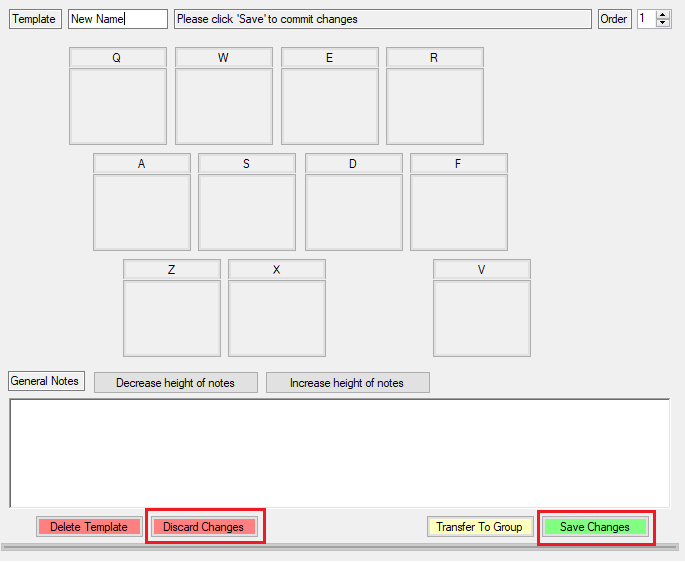 Template New Name Please click 'Save' to commit changes Order 1
Q W E R
A S D F
Z X V
General Notes Decrease height of notes Increase height of notes
Delete Template Discard Changes Transfer To Group Save Changes